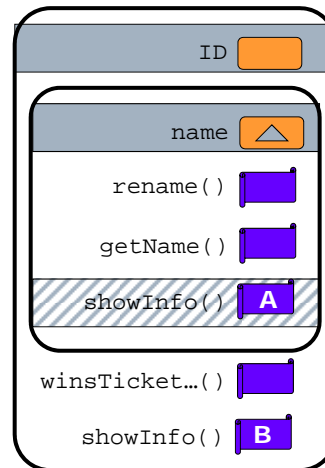 ID
name
rename()
getName()
showInfo() A
winsTicket…()
showInfo() B